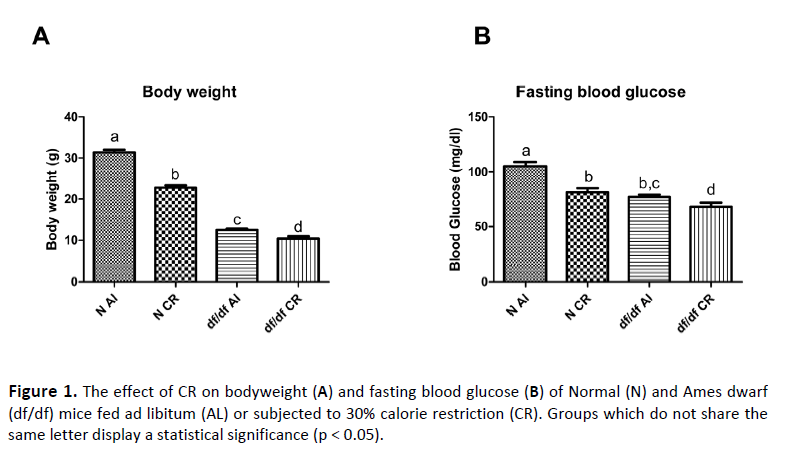 A
Body weight
Body weight (g)
40
30
20
10
0
a
b
c
d
N Al
N CR
df/df Al
df/df CR
B
Fasting blood glucose
Blood Glucose (mg/dl)
150
100
50
0
a
b
b,c
d
N Al
N CR
df/df Al
df/df CR
Figure 1. The effect of CR on bodyweight (A) and fasting blood glucose (B) of Normal (N) and Ames dwarf
(df/df) mice fed ad libitum (AL) or subjected to 30% calorie restriction (CR). Groups which do not share the
same letter display a statistical significance (p < 0.05).